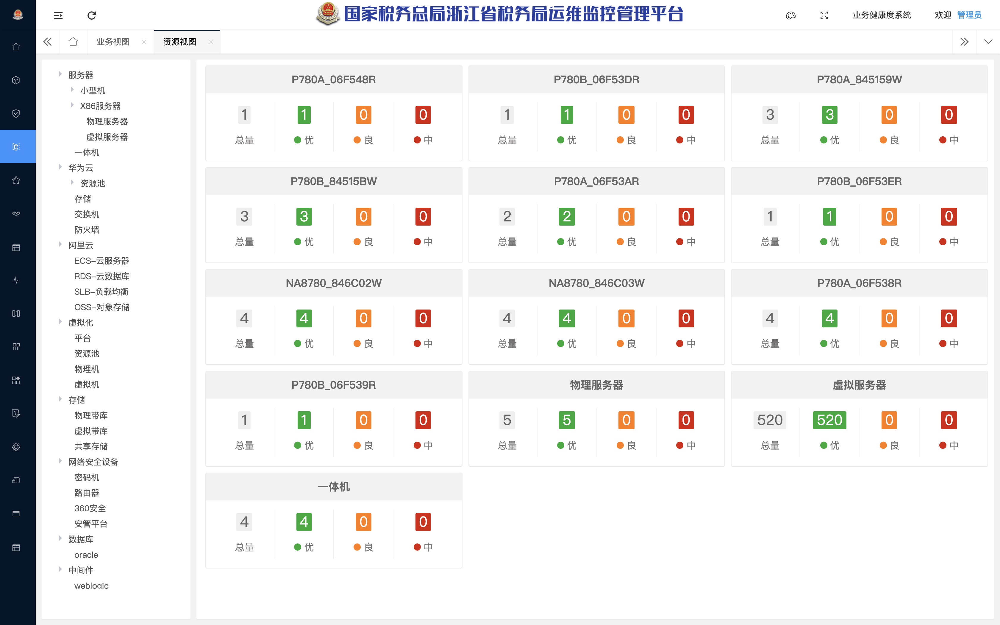 国家税务总局浙江省税务局运维监控管理平台
业务健康度系统
欢迎 管理员
业务视图
资源视图
服务器
小型机
X86服务器
物理服务器
虚拟服务器
一体机
华为云
资源池
存储
交换机
防火墙
阿里云
ECS-云服务器
RDS-云数据库
SLB-负载均衡
OSS-对象存储
虚拟化
平台
资源池
物理机
虚拟机
存储
物理带库
虚拟带库
共享存储
网络安全设备
密码机
路由器
360安全
安管平台
数据库
oracle
中间件
weblogic
P780A_06F548R
1 1 0 0
总量 优 良 中
P780B_06F53DR
1 1 0 0
总量 优 良 中
P780A_845159W
3 3 0 0
总量 优 良 中
P780B_84515BW
3 3 0 0
总量 优 良 中
P780A_06F53AR
2 2 0 0
总量 优 良 中
P780B_06F53ER
1 1 0 0
总量 优 良 中
NA8780_846C02W
4 4 0 0
总量 优 良 中
NA8780_846C03W
4 4 0 0
总量 优 良 中
P780A_06F538R
4 4 0 0
总量 优 良 中
P780B_06F539R
1 1 0 0
总量 优 良 中
物理服务器
5 5 0 0
总量 优 良 中
虚拟服务器
520 520 0 0
总量 优 良 中
一体机
4 4 0 0
总量 优 良 中